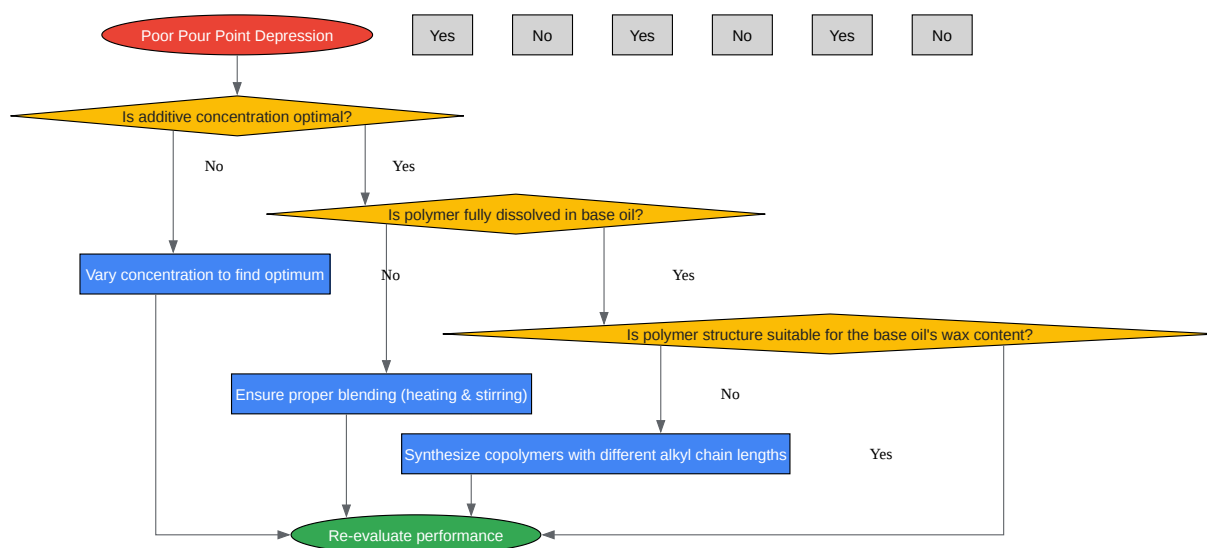 Poor Pour Point Depression
Yes
No
Yes
No
Yes
No
Is additive concentration optimal?
No
Yes
Is polymer fully dissolved in base oil?
Vary concentration to find optimum
No
Yes
Is polymer structure suitable for the base oil's wax content?
Ensure proper blending (heating & stirring)
No
Synthesize copolymers with different alkyl chain lengths
Yes
Re-evaluate performance